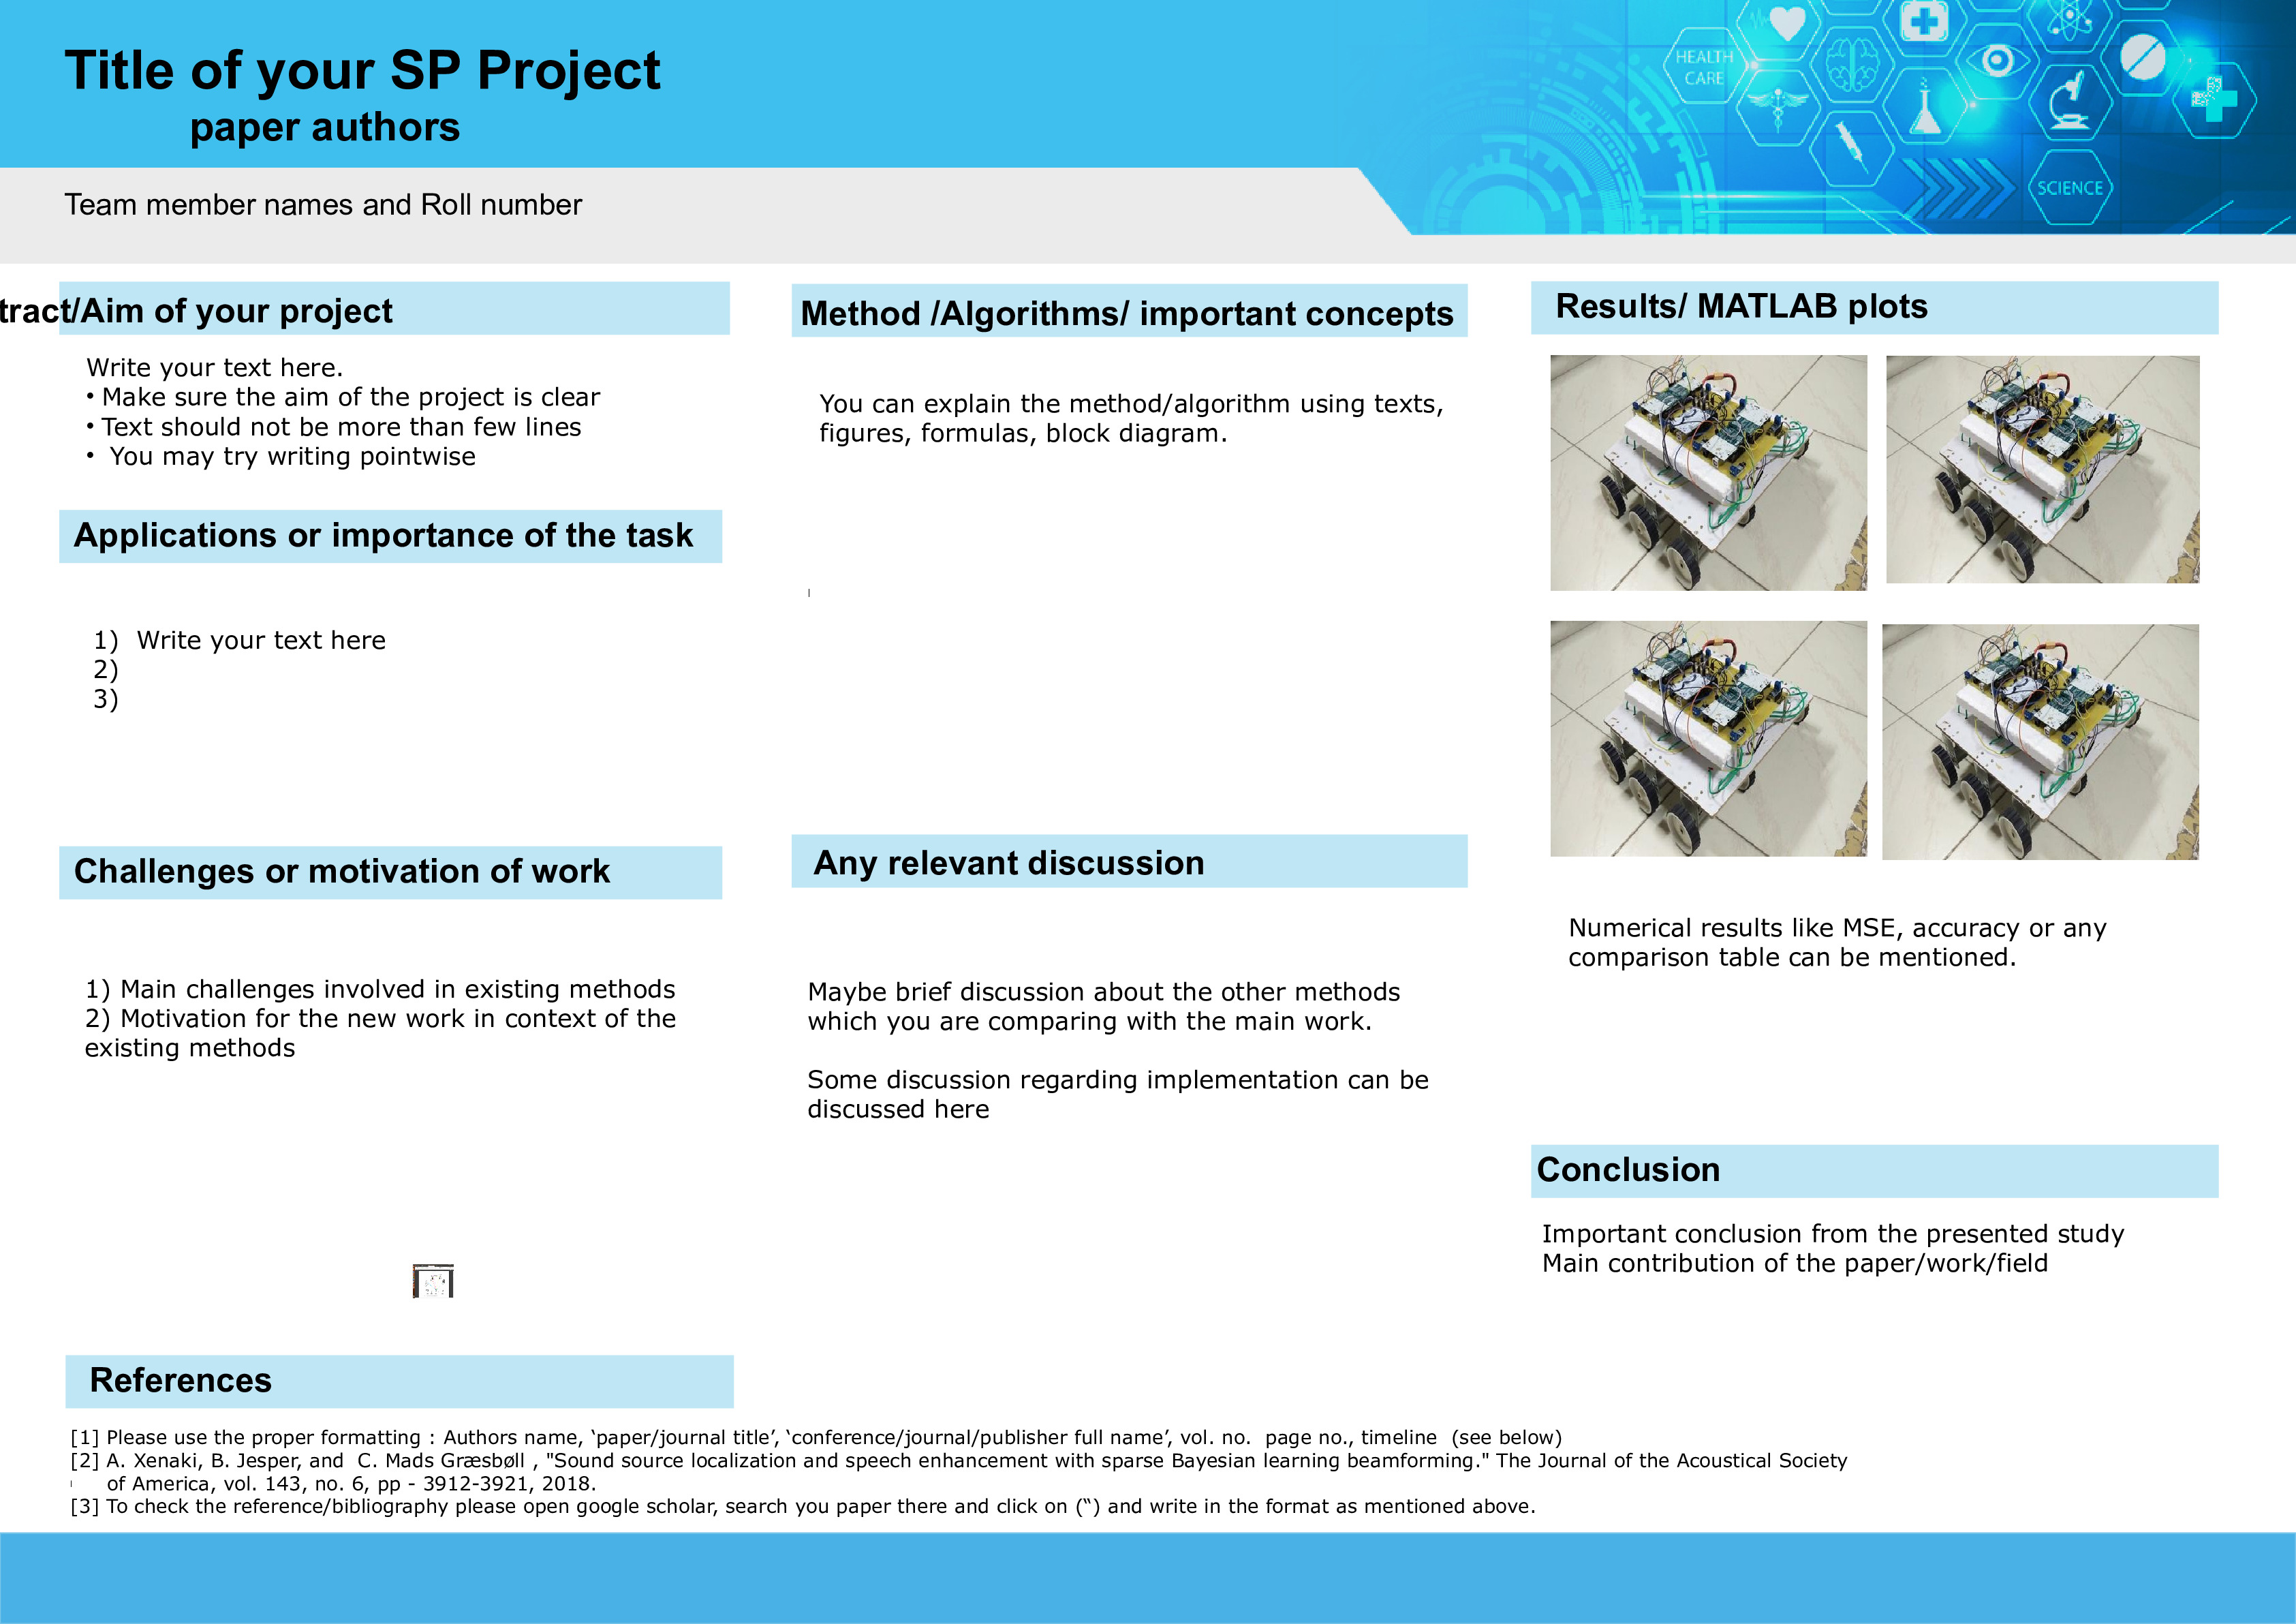 Title of your SP Project
paper authors
Team member names and Roll number
HEALTH
CARE
SCIENCE
tract/Aim of your project
Write your text here.
• Make sure the aim of the project is clear
• Text should not be more than few lines
• You may try writing pointwise
Applications or importance of the task
1) Write your text here
2)
3)
Challenges or motivation of work
1) Main challenges involved in existing methods
2) Motivation for the new work in context of the
existing methods
Method /Algorithms/ important concepts
You can explain the method/algorithm using texts,
figures, formulas, block diagram.
Any relevant discussion
Maybe brief discussion about the other methods
which you are comparing with the main work.
Some discussion regarding implementation can be
discussed here
Results/ MATLAB plots
Numerical results like MSE, accuracy or any
comparison table can be mentioned.
Conclusion
Important conclusion from the presented study
Main contribution of the paper/work/field
References
[1] Please use the proper formatting : Authors name, ‘paper/journal title’, ‘conference/journal/publisher full name’, vol. no. page no., timeline (see below)
[2] A. Xenaki, B. Jesper, and C. Mads Græsbøll , "Sound source localization and speech enhancement with sparse Bayesian learning beamforming." The Journal of the Acoustical Society
of America, vol. 143, no. 6, pp - 3912-3921, 2018.
[3] To check the reference/bibliography please open google scholar, search you paper there and click on (“) and write in the format as mentioned above.